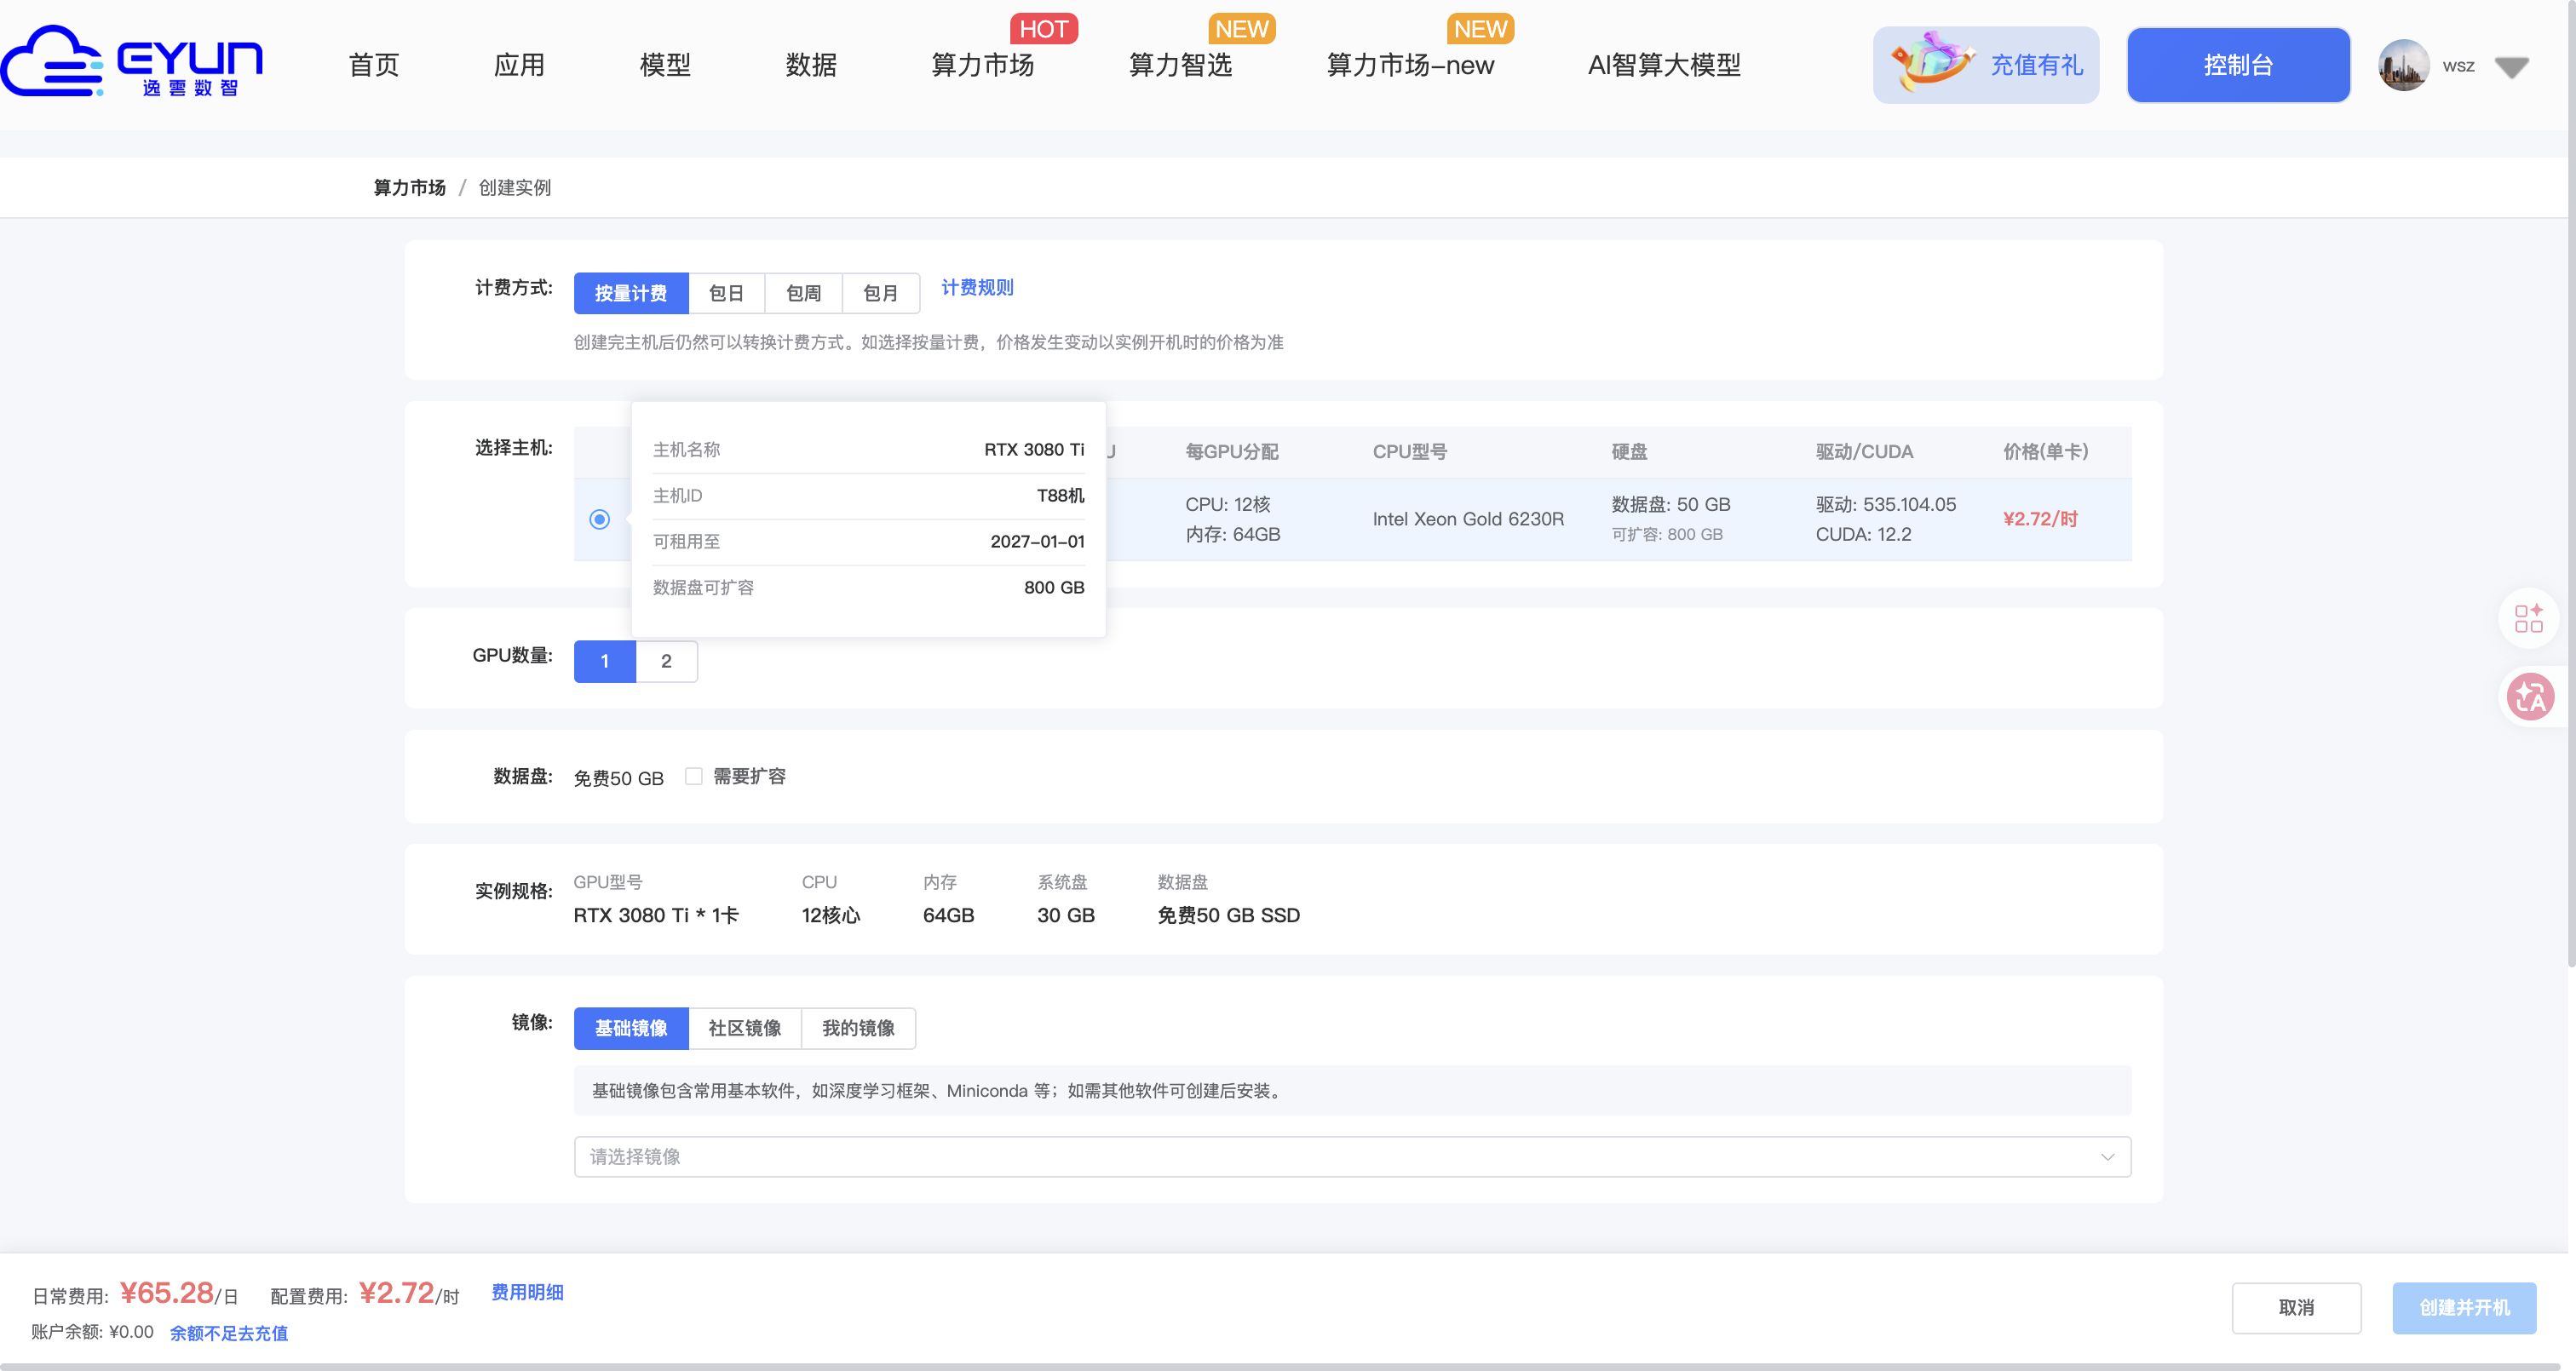 EYUN
逸雲数智
首页
应用
模型
数据
算力市场
HOT
算力智选
NEW
算力市场-new
NEW
AI智算大模型
充值有礼
控制台
wsz
算力市场 / 创建实例
计费方式:
按量计费 包日 包周 包月 计费规则
创建完主机后仍然可以转换计费方式。如选择按量计费，价格发生变动以实例开机时的价格为准
选择主机:
每GPU分配 CPU型号 硬盘 驱动/CUDA 价格(单卡)
CPU: 12核
内存: 64GB
Intel Xeon Gold 6230R
数据盘: 50 GB
可扩容: 800 GB
驱动: 535.104.05
CUDA: 12.2
¥2.72/时
主机名称 RTX 3080 Ti
主机ID T88机
可租用至 2027-01-01
数据盘可扩容 800 GB
GPU数量: 1 2
数据盘: 免费50 GB 需要扩容
实例规格:
GPU型号 CPU 内存 系统盘 数据盘
RTX 3080 Ti * 1卡 12核心 64GB 30 GB 免费50 GB SSD
镜像: 基础镜像 社区镜像 我的镜像
基础镜像包含常用基本软件，如深度学习框架、Miniconda 等；如需其他软件可创建后安装。
请选择镜像
日常费用: ¥65.28/日 配置费用: ¥2.72/时 费用明细
账户余额: ¥0.00 余额不足去充值
取消
创建并开机